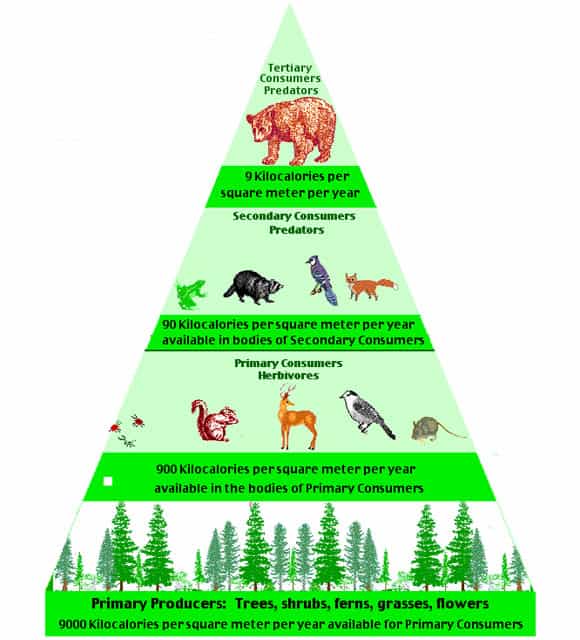 Tertiary
Consumers
Predators
9 Kilocalories per
square meter per year
Secondary Consumers
Predators
90 Kilocalories per square meter per year
available in bodies of Secondary Consumers
Primary Consumers
Herbivores
900 Kilocalories per square meter per year
available in the bodies of Primary Consumers
Primary Producers: Trees, shrubs, ferns, grasses, flowers
9000 Kilocalories per square meter per year available for Primary Consumers